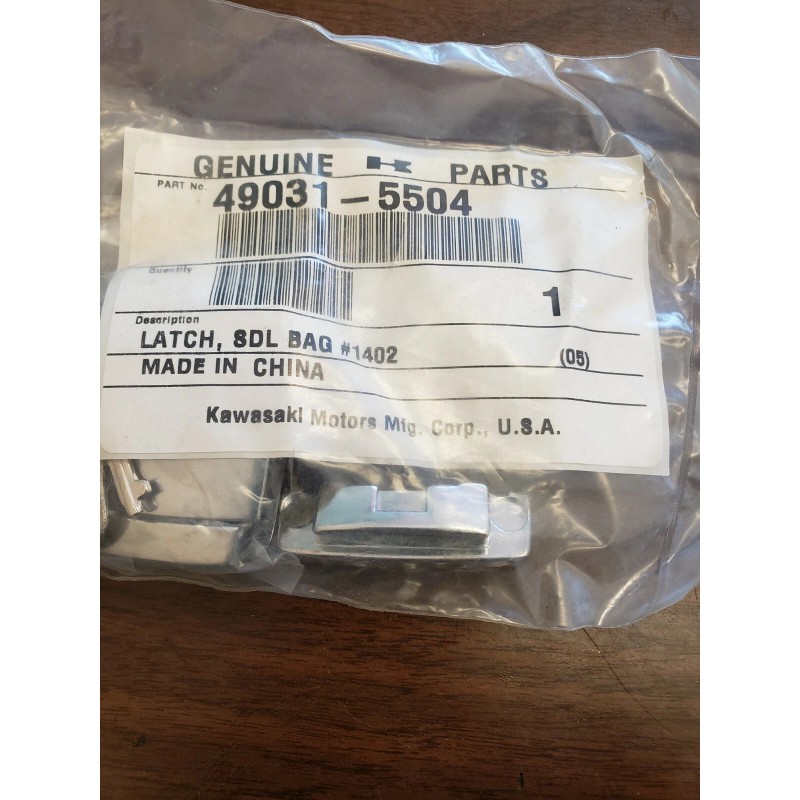 GENUINE PARTS
PART No. 49031-5504
Quantity
1
Description
LATCH, SDL BAG #1402 (05)
MADE IN CHINA
Kawasaki Motors Mfg. Corp., U.S.A.